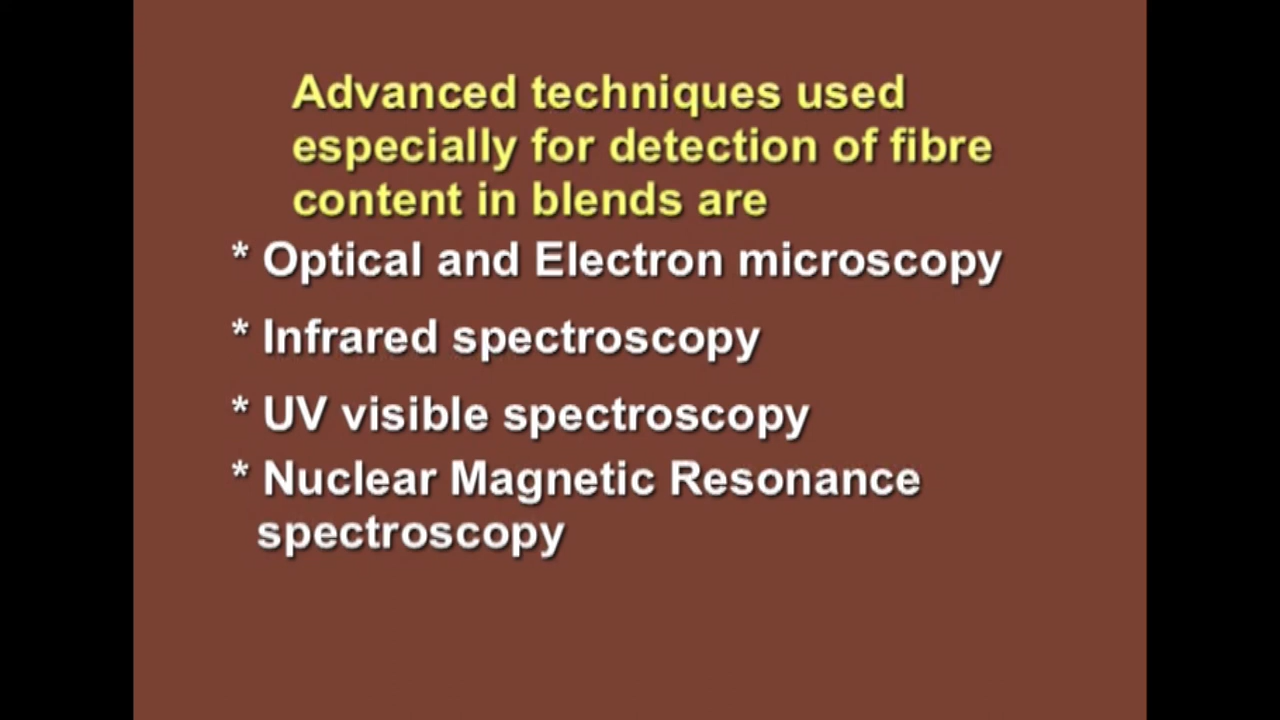 Advanced techniques used
especially for detection of fibre
content in blends are
* Optical and Electron microscopy
* Infrared spectroscopy
* UV visible spectroscopy
* Nuclear Magnetic Resonance
spectroscopy